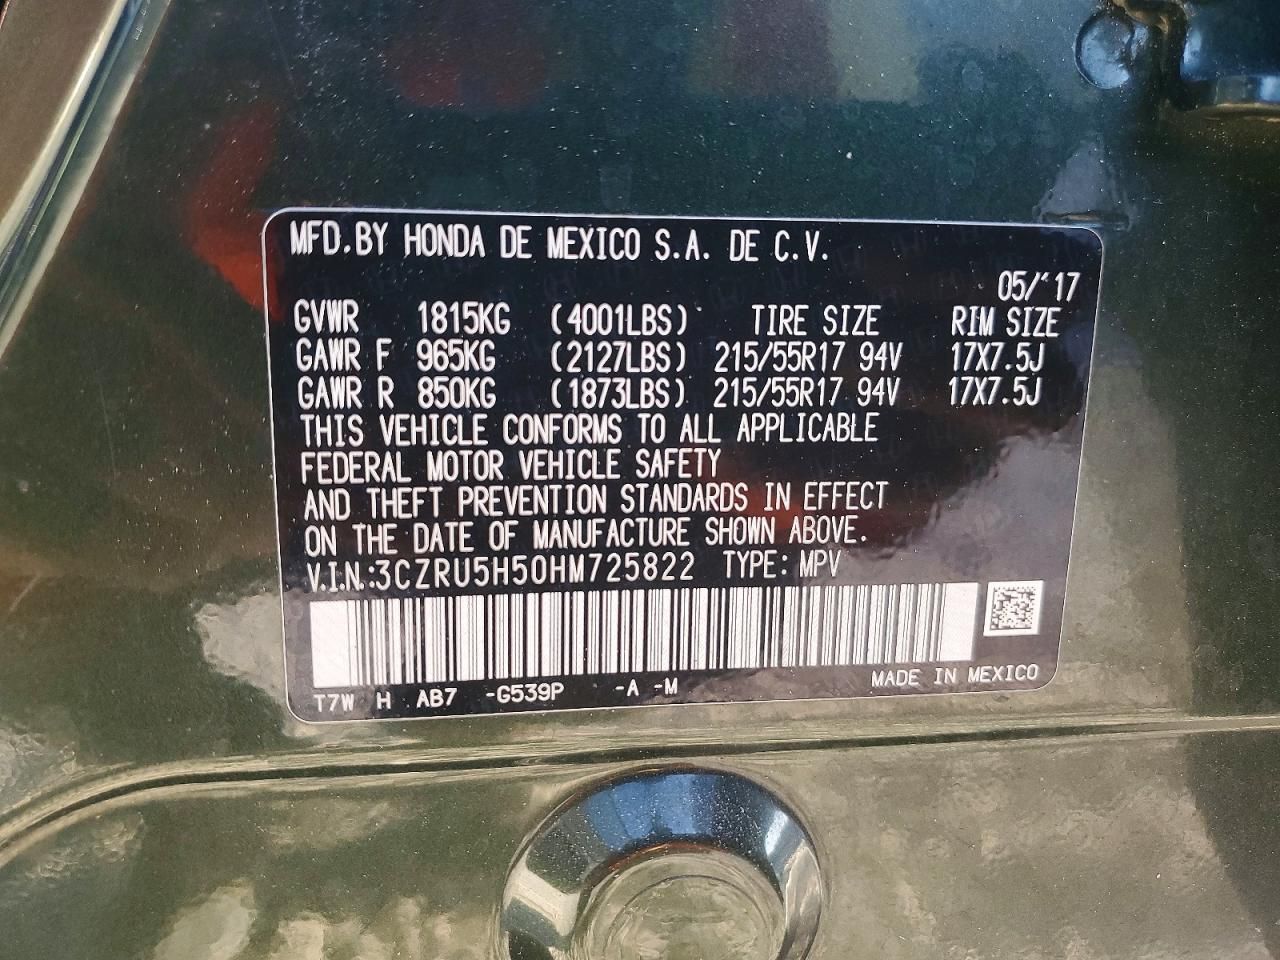 MFD.BY HONDA DE MEXICO S.A. DE C.V.
05/'17
GVWR 1815KG (4001LBS) TIRE SIZE RIM SIZE
GAWR F 965KG (2127LBS) 215/55R17 94V 17X7.5J
GAWR R 850KG (1873LBS) 215/55R17 94V 17X7.5J
THIS VEHICLE CONFORMS TO ALL APPLICABLE
FEDERAL MOTOR VEHICLE SAFETY
AND THEFT PREVENTION STANDARDS IN EFFECT
ON THE DATE OF MANUFACTURE SHOWN ABOVE.
V.I.N.:3CZRU5H50HM725822 TYPE: MPV
T7W H AB7 -G539P -A -M MADE IN MEXICO